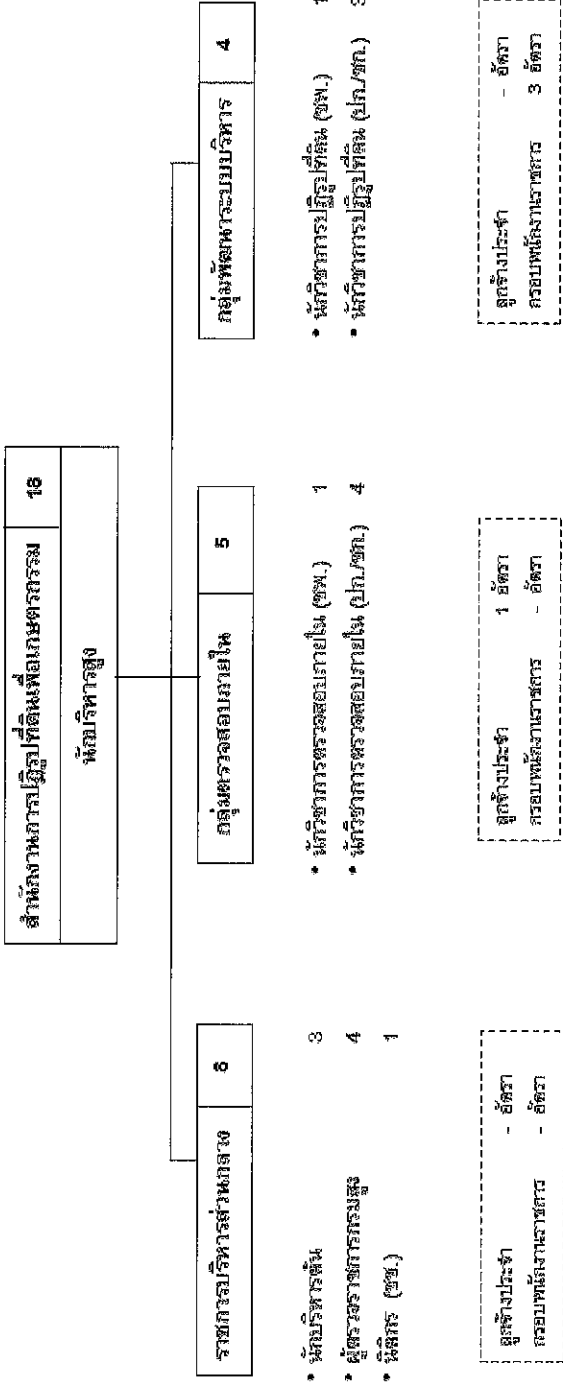 สำนักงานการปฏิรูปที่ดินเพื่อเกษตรกรรม 18
นักบริหารสูง
ราชการบริหารส่วนกลาง 8
• นักบริหารต้น 3
• ผู้ตรวจราชการกรมสูง 4
• นิติกร (ชช.) 1
ลูกจ้างประจำ - อัตรา
กรอบพนักงานราชการ - อัตรา
กลุ่มตรวจสอบภายใน 5
• นักวิชาการตรวจสอบภายใน (ชพ.) 1
• นักวิชาการตรวจสอบภายใน (ปก./ชก.) 4
ลูกจ้างประจำ 1 อัตรา
กรอบพนักงานราชการ - อัตรา
กลุ่มพัฒนาระบบบริหาร 4
• นักวิชาการปฏิรูปที่ดิน (ชพ.) 1
• นักวิชาการปฏิรูปที่ดิน (ปก./ชก.) 3
ลูกจ้างประจำ - อัตรา
กรอบพนักงานราชการ 3 อัตรา